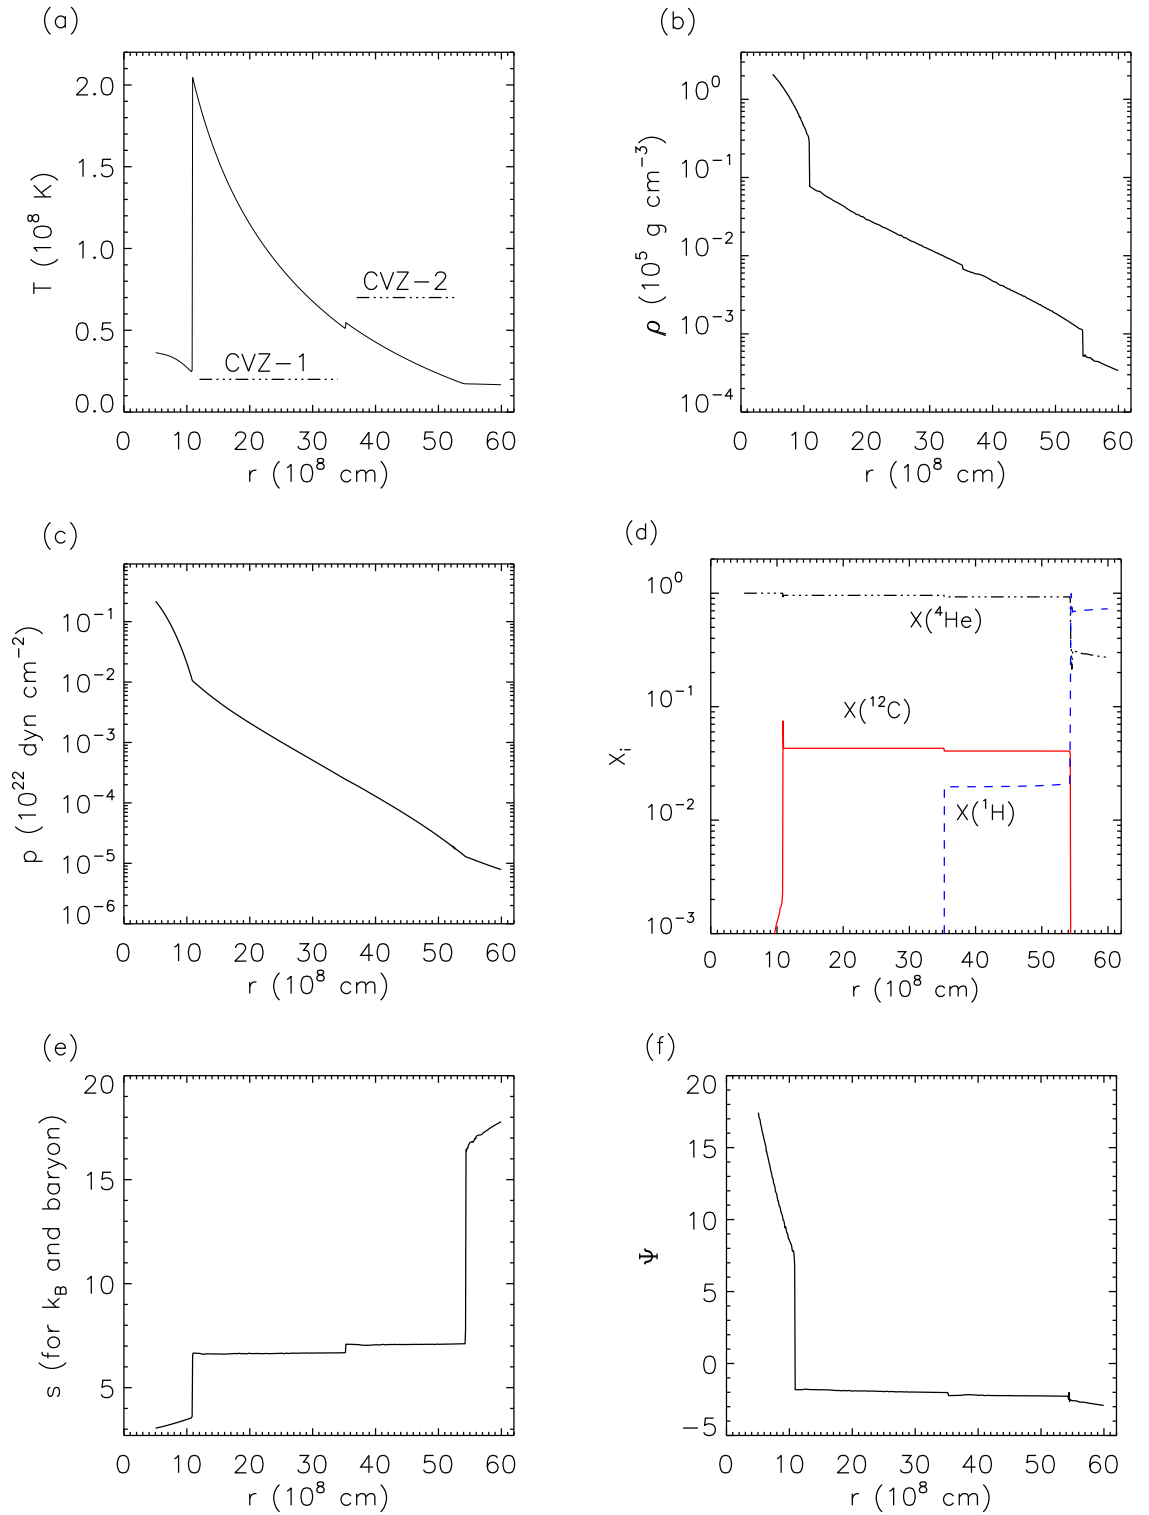 (a)
2.0
1.5
1.0
0.5
0.0
T (10⁸ K)
CVZ−2
CVZ−1
0 10 20 30 40 50 60
r (10⁸ cm)
(b)
10⁰
10⁻¹
10⁻²
10⁻³
10⁻⁴
ρ (10⁵ g cm⁻³)
0 10 20 30 40 50 60
r (10⁸ cm)
(c)
10⁻¹
10⁻²
10⁻³
10⁻⁴
10⁻⁵
10⁻⁶
p (10²² dyn cm⁻²)
0 10 20 30 40 50 60
r (10⁸ cm)
(d)
10⁰
10⁻¹
10⁻²
10⁻³
Xᵢ
X(⁴He)
X(¹²C)
X(¹H)
0 10 20 30 40 50 60
r (10⁸ cm)
(e)
20
15
10
5
s (for k_B and baryon)
0 10 20 30 40 50 60
r (10⁸ cm)
(f)
20
15
10
5
0
−5
Ψ
0 10 20 30 40 50 60
r (10⁸ cm)